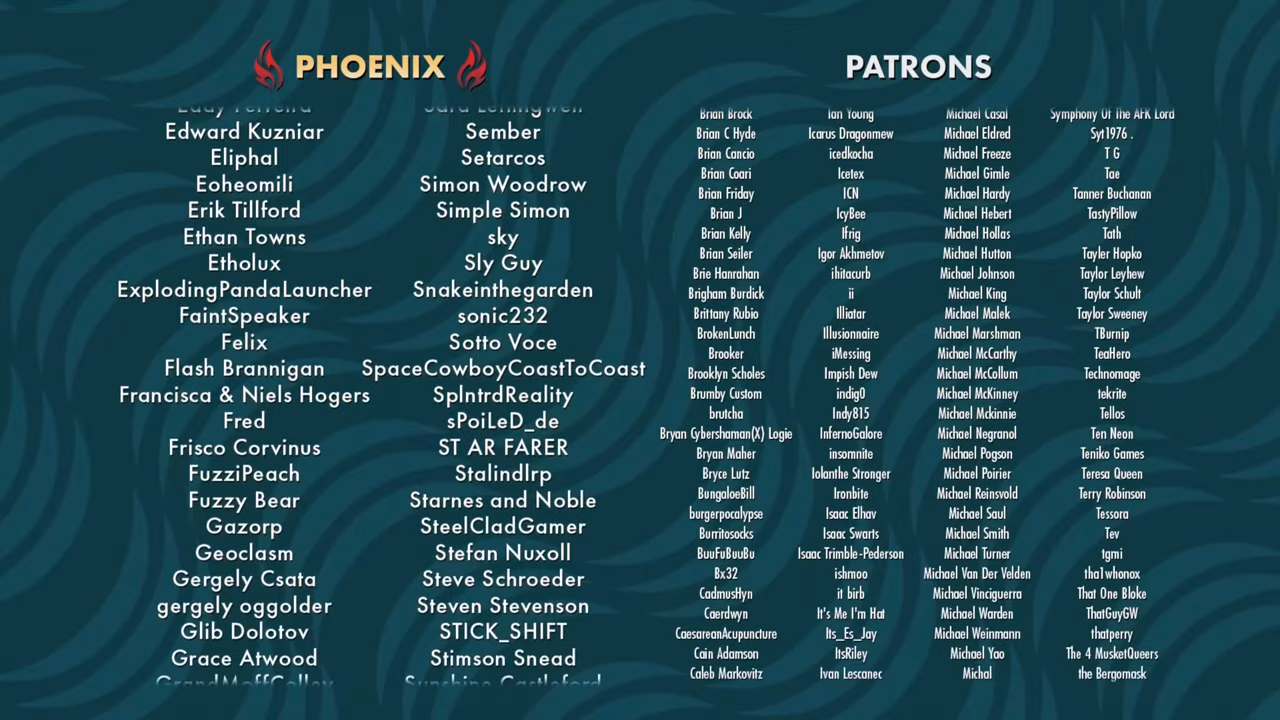 PHOENIX
Eddy Ferreira
Edward Kuzniar
Eliphal
Eoheomili
Erik Tillford
Ethan Towns
Etholux
ExplodingPandaLauncher
FaintSpeaker
Felix
Flash Brannigan
Francisca & Niels Hogers
Fred
Frisco Corvinus
FuzziPeach
Fuzzy Bear
Gazorp
Geoclasm
Gergely Csata
gergely oggolder
Glib Dolotov
Grace Atwood
GrandMoffColley
Sara Leningwell
Sember
Setarcos
Simon Woodrow
Simple Simon
sky
Sly Guy
Snakeinthegarden
sonic232
Sotto Voce
SpaceCowboyCoastToCoast
SplntrdReality
sPoiLeD_de
ST AR FARER
Stalindlrp
Starnes and Noble
SteelCladGamer
Stefan Nuxoll
Steve Schroeder
Steven Stevenson
STICK_SHIFT
Stimson Snead
Sunshine Castleford
PATRONS
Brian Brock
Brian C Hyde
Brian Cancio
Brian Coari
Brian Friday
Brian J
Brian Kelly
Brian Seiler
Brie Hanrahan
Brigham Burdick
Brittany Rubio
BrokenLunch
Brooker
Brooklyn Scholes
Brumby Custom
brutcha
Bryan Cybershaman(X) Logie
Bryan Maher
Bryce Lutz
BungaloeBill
burgerpocalypse
Burritosocks
BuuFuBuuBu
Bx32
CadmusHyn
Caerdwyn
CaesareanAcupuncture
Cain Adamson
Caleb Markovitz
Ian Young
Icarus Dragonmew
icedkocha
Icetex
ICN
IcyBee
Ifrig
Igor Akhmetov
ihitacurb
ii
Illiatar
Illusionnaire
iMessing
Impish Dew
indig0
Indy815
InfernoGalore
insomnite
Iolanthe Stronger
Ironbite
Isaac Elhav
Isaac Swarts
Isaac Trimble-Pederson
ishmoo
it birb
It's Me I'm Hat
Its_Es_Jay
ItsRiley
Ivan Lescanec
Michael Casal
Michael Eldred
Michael Freeze
Michael Gimle
Michael Hardy
Michael Hebert
Michael Hollas
Michael Hutton
Michael Johnson
Michael King
Michael Malek
Michael Marshman
Michael McCarthy
Michael McCollum
Michael McKinney
Michael Mckinnie
Michael Negranol
Michael Pogson
Michael Poirier
Michael Reinsvold
Michael Saul
Michael Smith
Michael Turner
Michael Van Der Velden
Michael Vinciguerra
Michael Warden
Michael Weinmann
Michael Yao
Michal
Symphony Of The AFK Lord
Syt1976 .
T G
Tae
Tanner Buchanan
TastyPillow
Tath
Tayler Hopko
Taylor Leyhew
Taylor Schult
Taylor Sweeney
TBurnip
TeaHero
Technomage
tekrite
Tellos
Ten Neon
Teniko Games
Teresa Queen
Terry Robinson
Tessora
Tev
tgmi
tha1whonox
That One Bloke
ThatGuyGW
thatperry
The 4 MusketQueers
the Bergomask